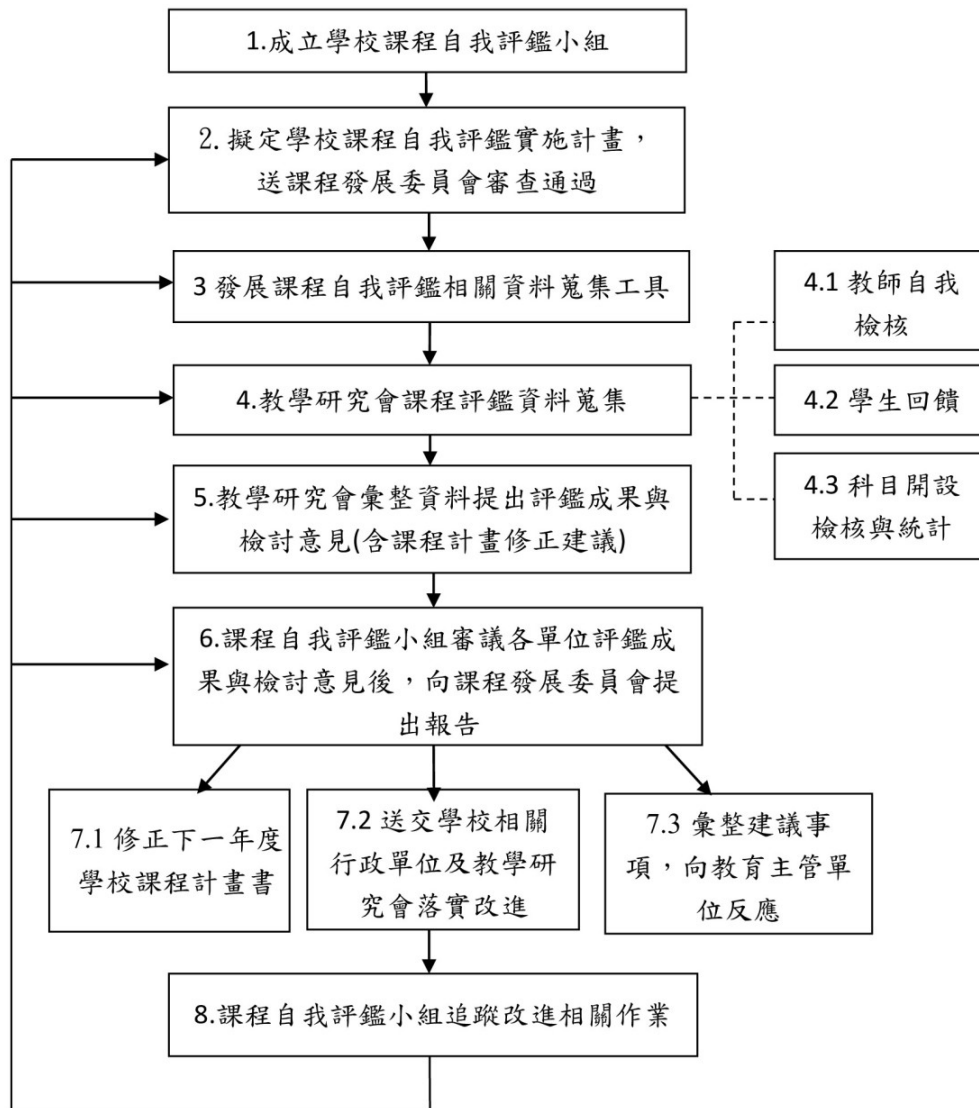 1.成立學校課程自我評鑑小組
2. 擬定學校課程自我評鑑實施計畫，
送課程發展委員會審查通過
3 發展課程自我評鑑相關資料蒐集工具
4.教學研究會課程評鑑資料蒐集
4.1 教師自我
檢核
4.2 學生回饋
4.3 科目開設
檢核與統計
5.教學研究會彙整資料提出評鑑成果與
檢討意見(含課程計畫修正建議)
6.課程自我評鑑小組審議各單位評鑑成
果與檢討意見後，向課程發展委員會提
出報告
7.1 修正下一年度
學校課程計畫書
7.2 送交學校相關
行政單位及教學研
究會落實改進
7.3 彙整建議事
項，向教育主管單
位反應
8.課程自我評鑑小組追蹤改進相關作業